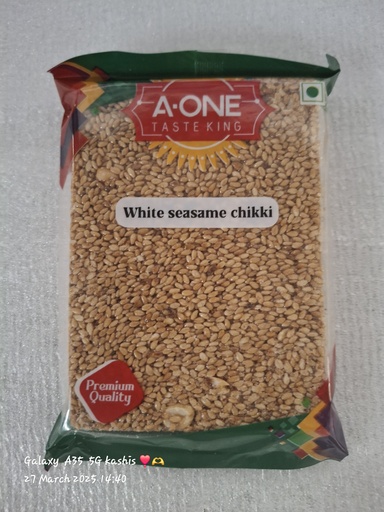 A·ONE
TASTE KING
White seasame chikki
Premium
Quality
Galaxy A35 5G kashis ❤️🫶
27 March 2025 14:40